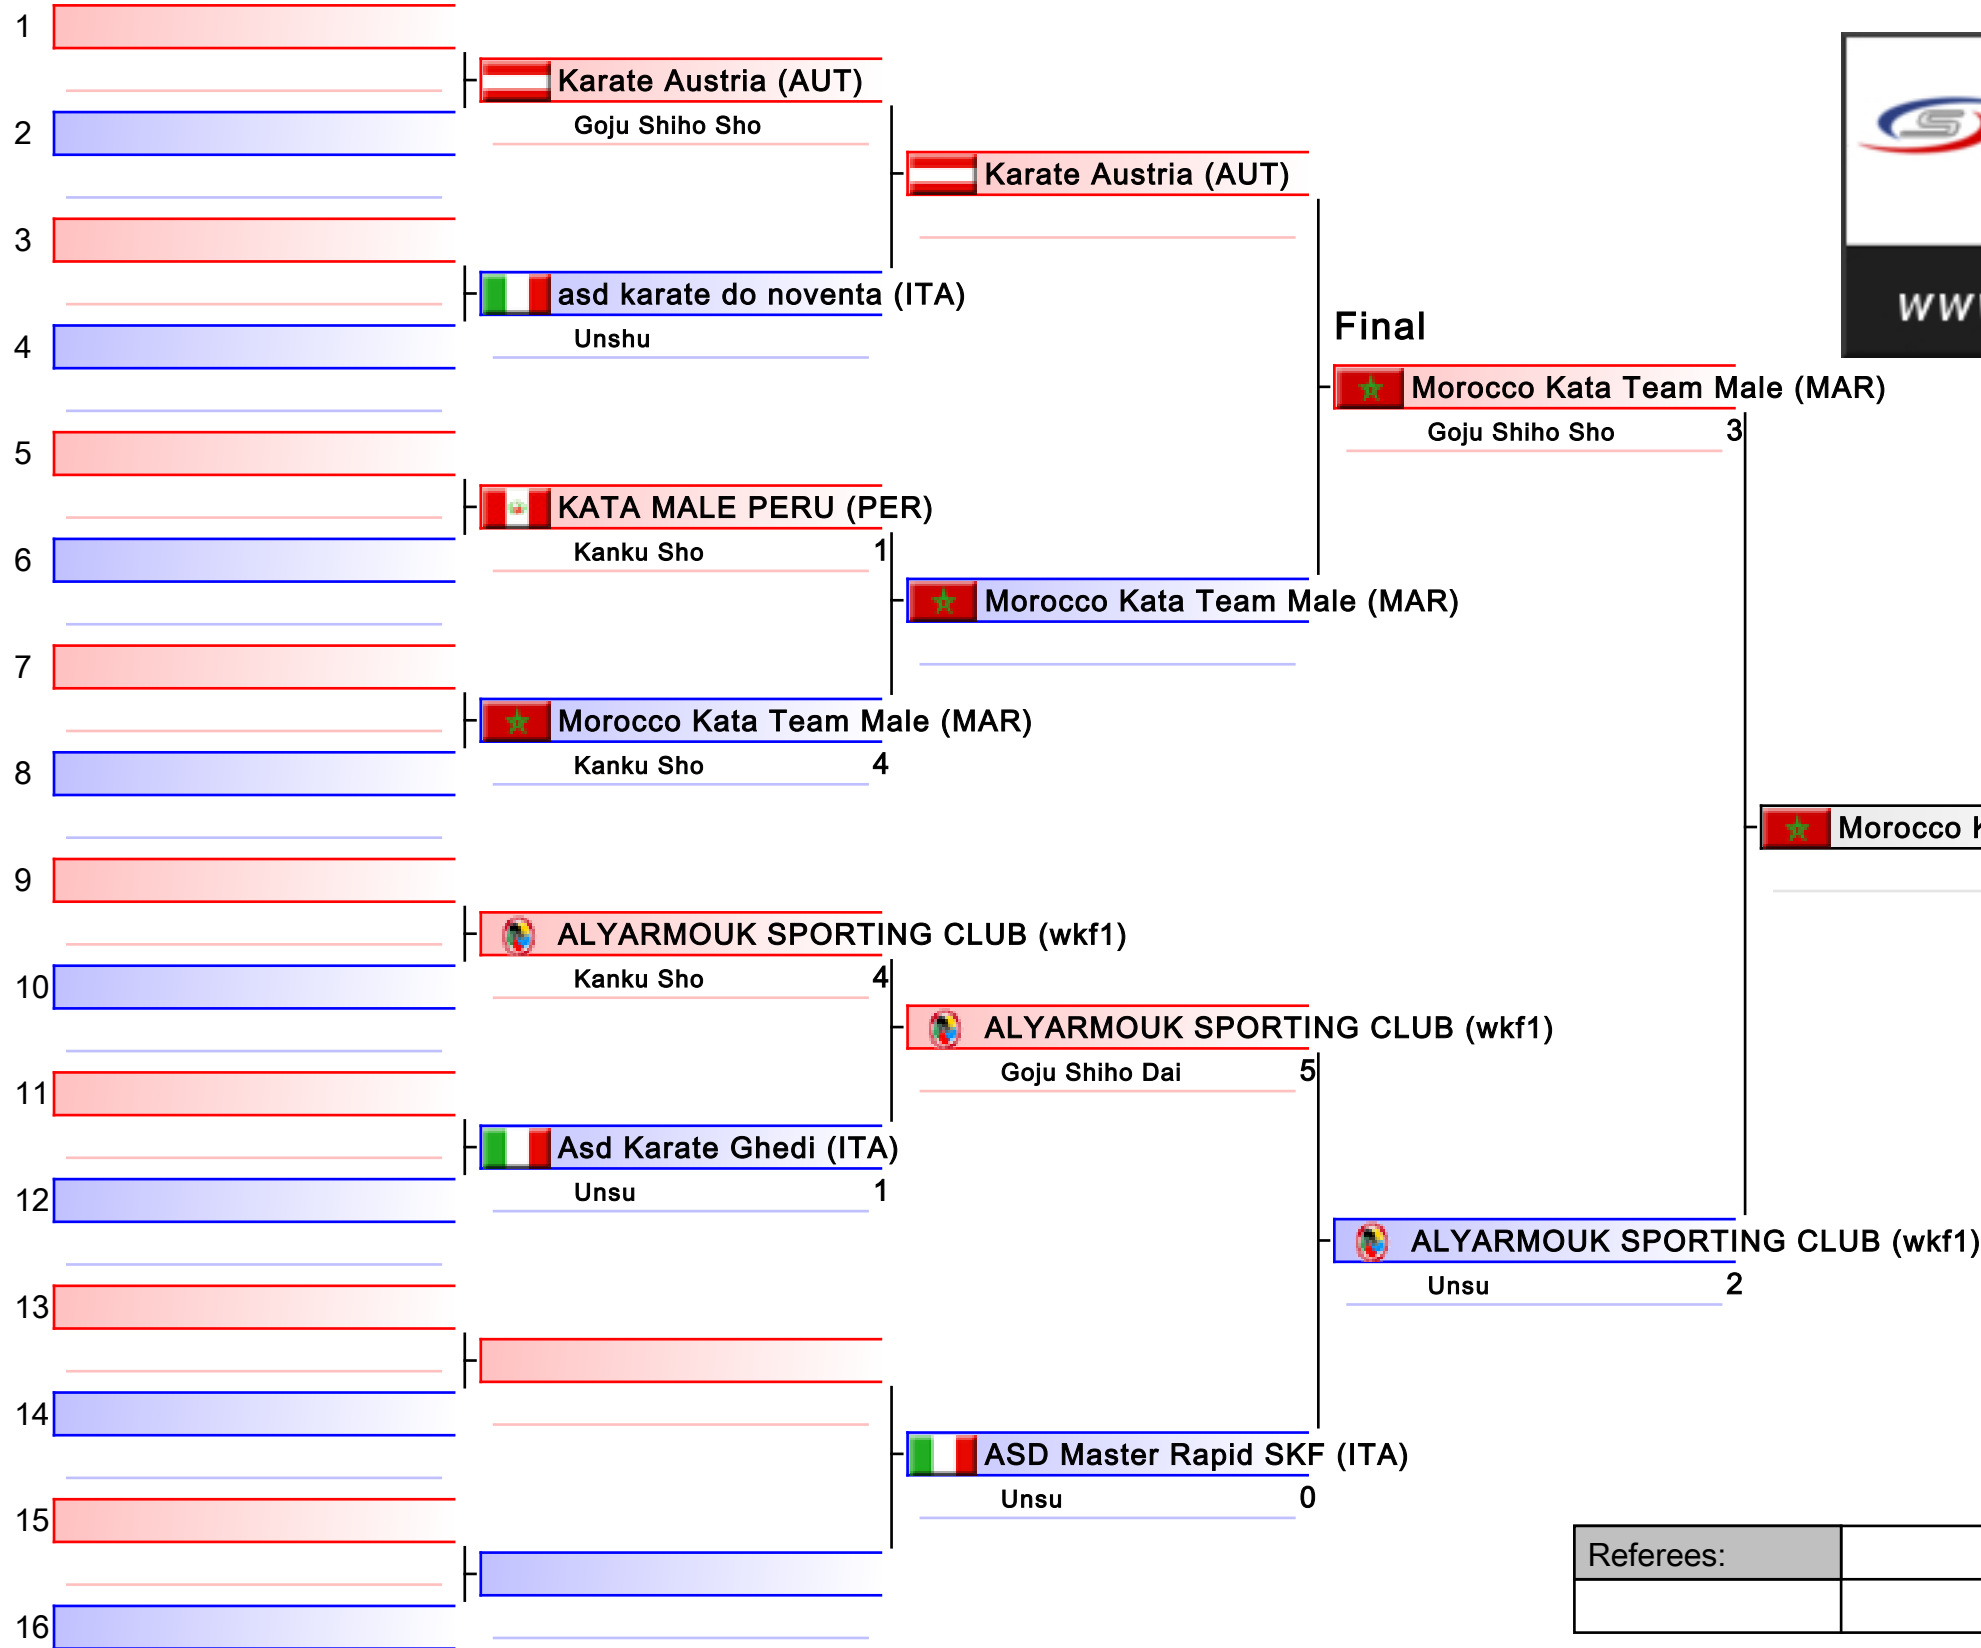 1
Karate Austria (AUT)
Goju Shiho Sho
2
Karate Austria (AUT)
3
asd karate do noventa (ITA)
Unshu
4
Final
Morocco Kata Team Male (MAR)
Goju Shiho Sho 3
5
KATA MALE PERU (PER)
Kanku Sho 1
6
Morocco Kata Team Male (MAR)
7
Morocco Kata Team Male (MAR)
Kanku Sho 4
8
Morocco
9
ALYARMOUK SPORTING CLUB (wkf1)
Kanku Sho 4
10
ALYARMOUK SPORTING CLUB (wkf1)
Goju Shiho Dai 5
11
Asd Karate Ghedi (ITA)
Unsu 1
12
ALYARMOUK SPORTING CLUB (wkf1)
Unsu 2
13
14
ASD Master Rapid SKF (ITA)
Unsu 0
15
Referees:
16